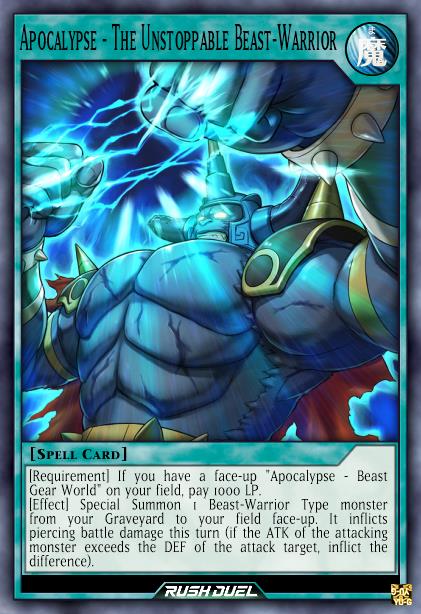 Apocalypse - The Unstoppable Beast-Warrior
ま
魔
[Spell Card]
[Requirement] If you have a face-up "Apocalypse - Beast
Gear World" on your field, pay 1000 LP.
[Effect] Special Summon 1 Beast-Warrior Type monster
from your Graveyard to your field face-up. It inflicts
piercing battle damage this turn (if the ATK of the attacking
monster exceeds the DEF of the attack target, inflict the
difference).
RUSH DUEL